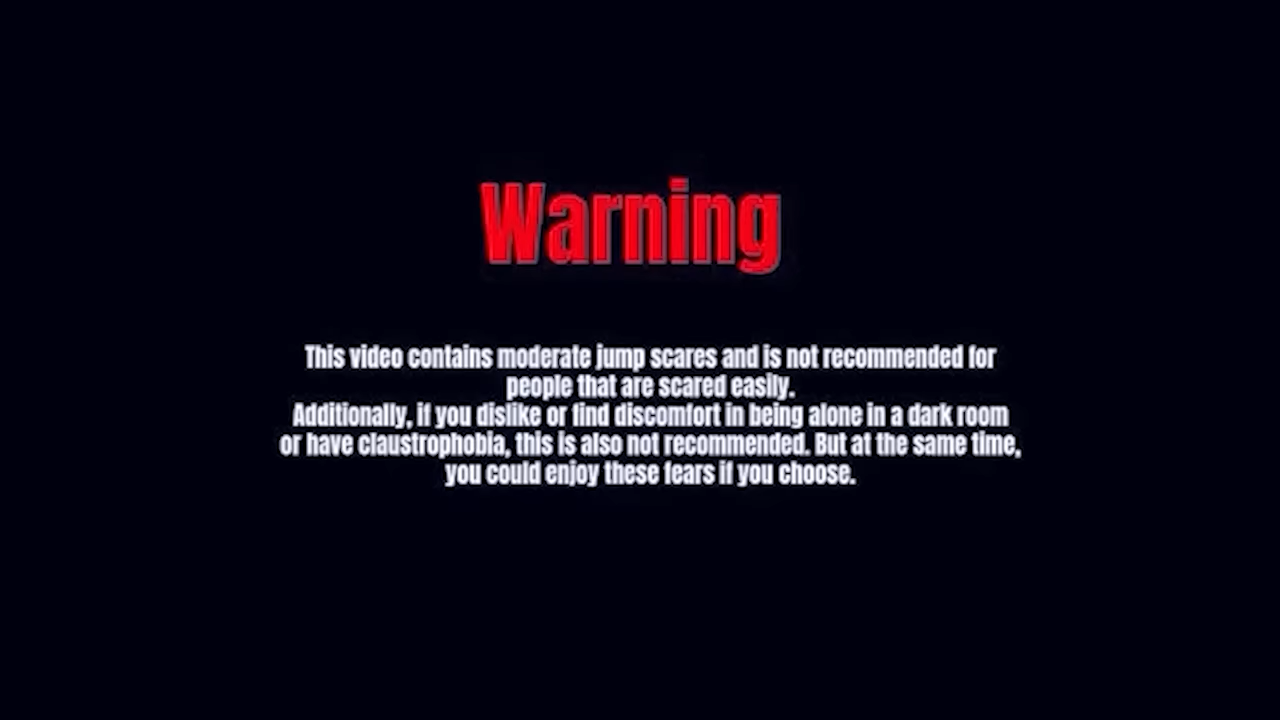 Warning
This video contains moderate jump scares and is not recommended for
people that are scared easily.
Additionally, if you dislike or find discomfort in being alone in a dark room
or have claustrophobia, this is also not recommended. But at the same time,
you could enjoy these fears if you choose.